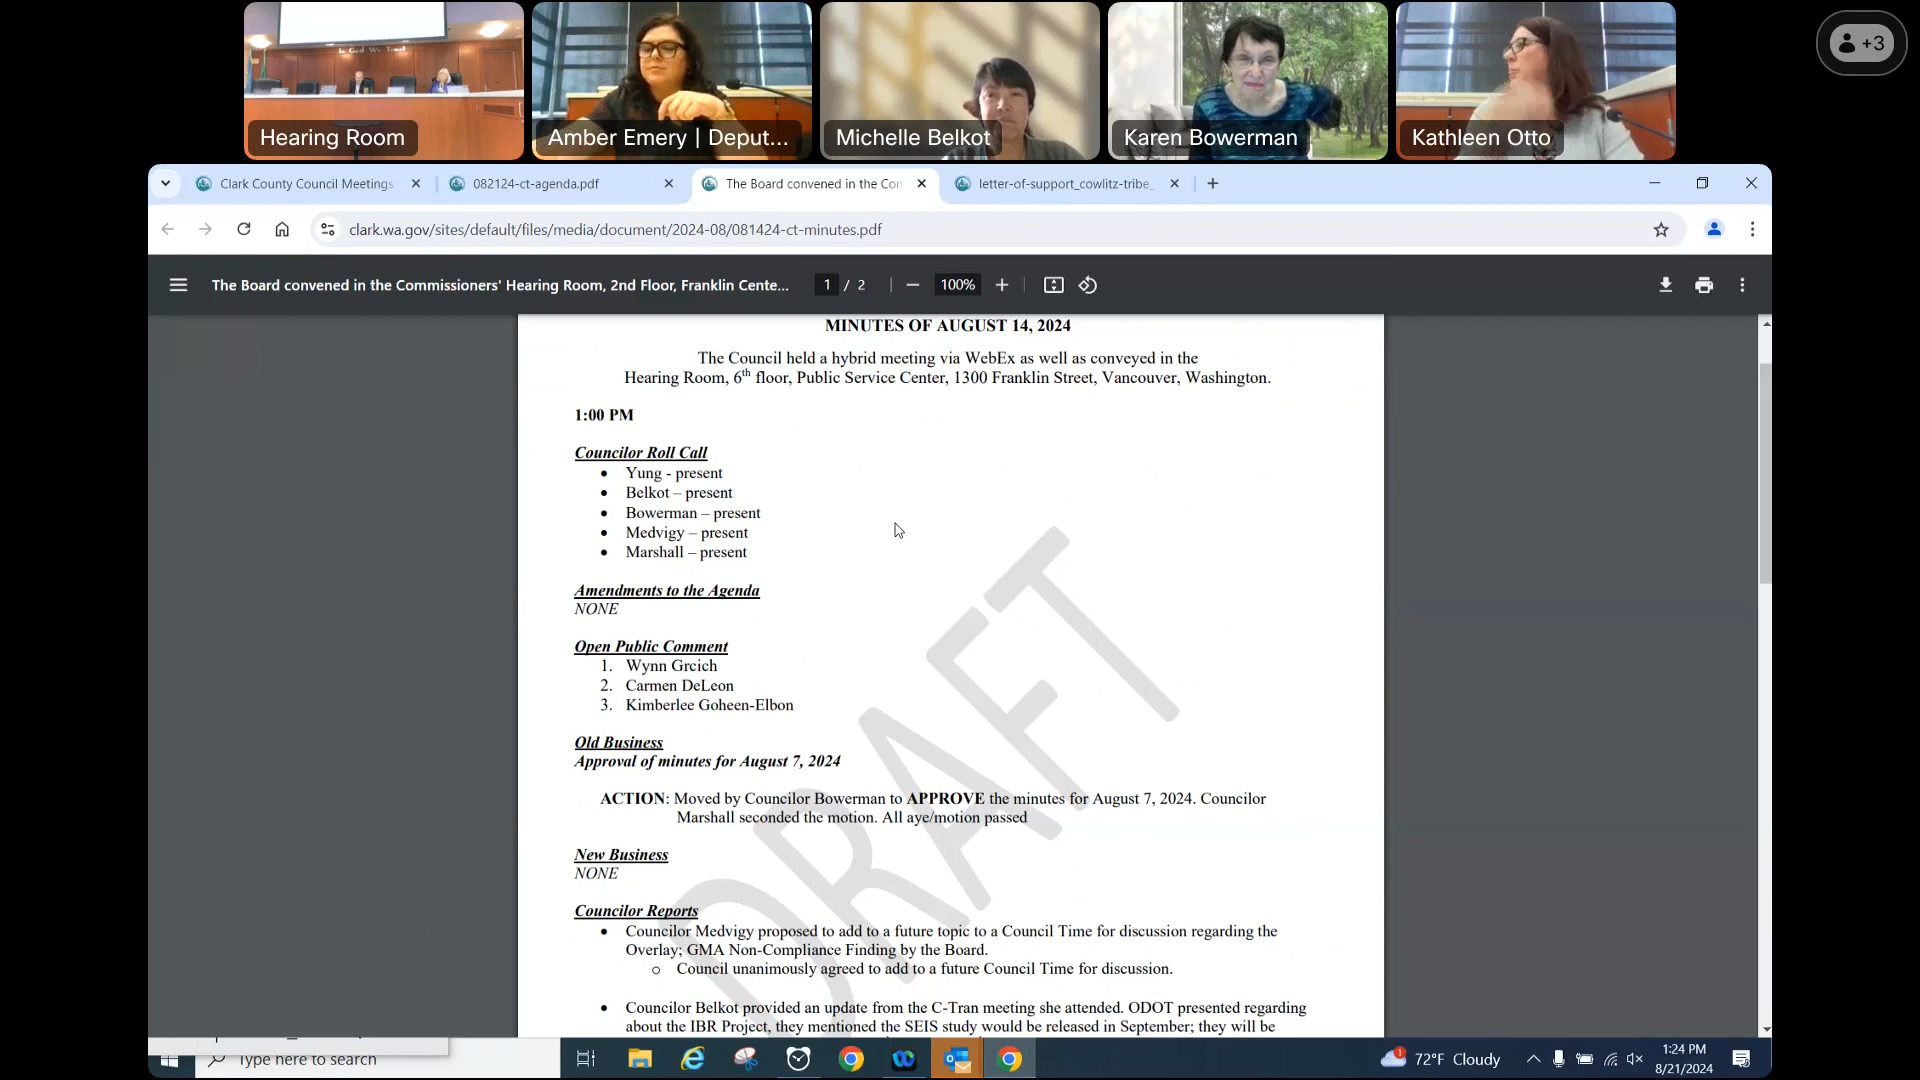 In God We Trust
Hearing Room
Amber Emery | Deput...
Michelle Belkot
Karen Bowerman
Kathleen Otto
+3
Clark County Council Meetings
082124-ct-agenda.pdf
The Board convened in the Con
letter-of-support_cowlitz-tribe_
clark.wa.gov/sites/default/files/media/document/2024-08/081424-ct-minutes.pdf
The Board convened in the Commissioners' Hearing Room, 2nd Floor, Franklin Cente...
1 / 2
100%
MINUTES OF AUGUST 14, 2024
The Council held a hybrid meeting via WebEx as well as conveyed in the
Hearing Room, 6th floor, Public Service Center, 1300 Franklin Street, Vancouver, Washington.
1:00 PM
Councilor Roll Call
• Yung - present
• Belkot – present
• Bowerman – present
• Medvigy – present
• Marshall – present
Amendments to the Agenda
NONE
Open Public Comment
1. Wynn Grcich
2. Carmen DeLeon
3. Kimberlee Goheen-Elbon
Old Business
Approval of minutes for August 7, 2024
ACTION: Moved by Councilor Bowerman to APPROVE the minutes for August 7, 2024. Councilor
Marshall seconded the motion. All aye/motion passed
New Business
NONE
Councilor Reports
• Councilor Medvigy proposed to add to a future topic to a Council Time for discussion regarding the
Overlay; GMA Non-Compliance Finding by the Board.
o Council unanimously agreed to add to a future Council Time for discussion.
• Councilor Belkot provided an update from the C-Tran meeting she attended. ODOT presented regarding
about the IBR Project, they mentioned the SEIS study would be released in September; they will be
DRAFT
Type here to search
1
72°F Cloudy
1:24 PM
8/21/2024